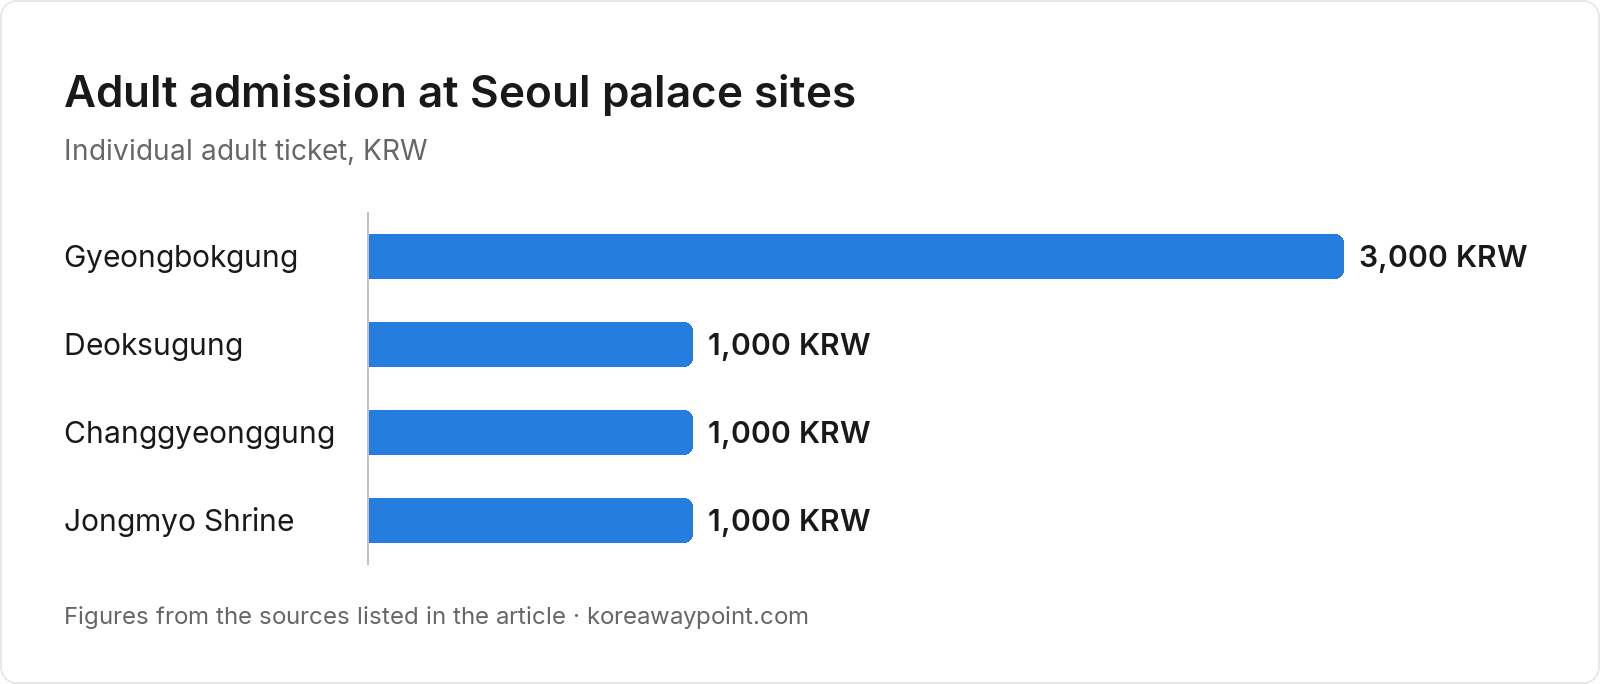 Adult admission at Seoul palace sites
Individual adult ticket, KRW
Gyeongbokgung 3,000 KRW
Deoksugung 1,000 KRW
Changgyeonggung 1,000 KRW
Jongmyo Shrine 1,000 KRW
Figures from the sources listed in the article · koreawaypoint.com